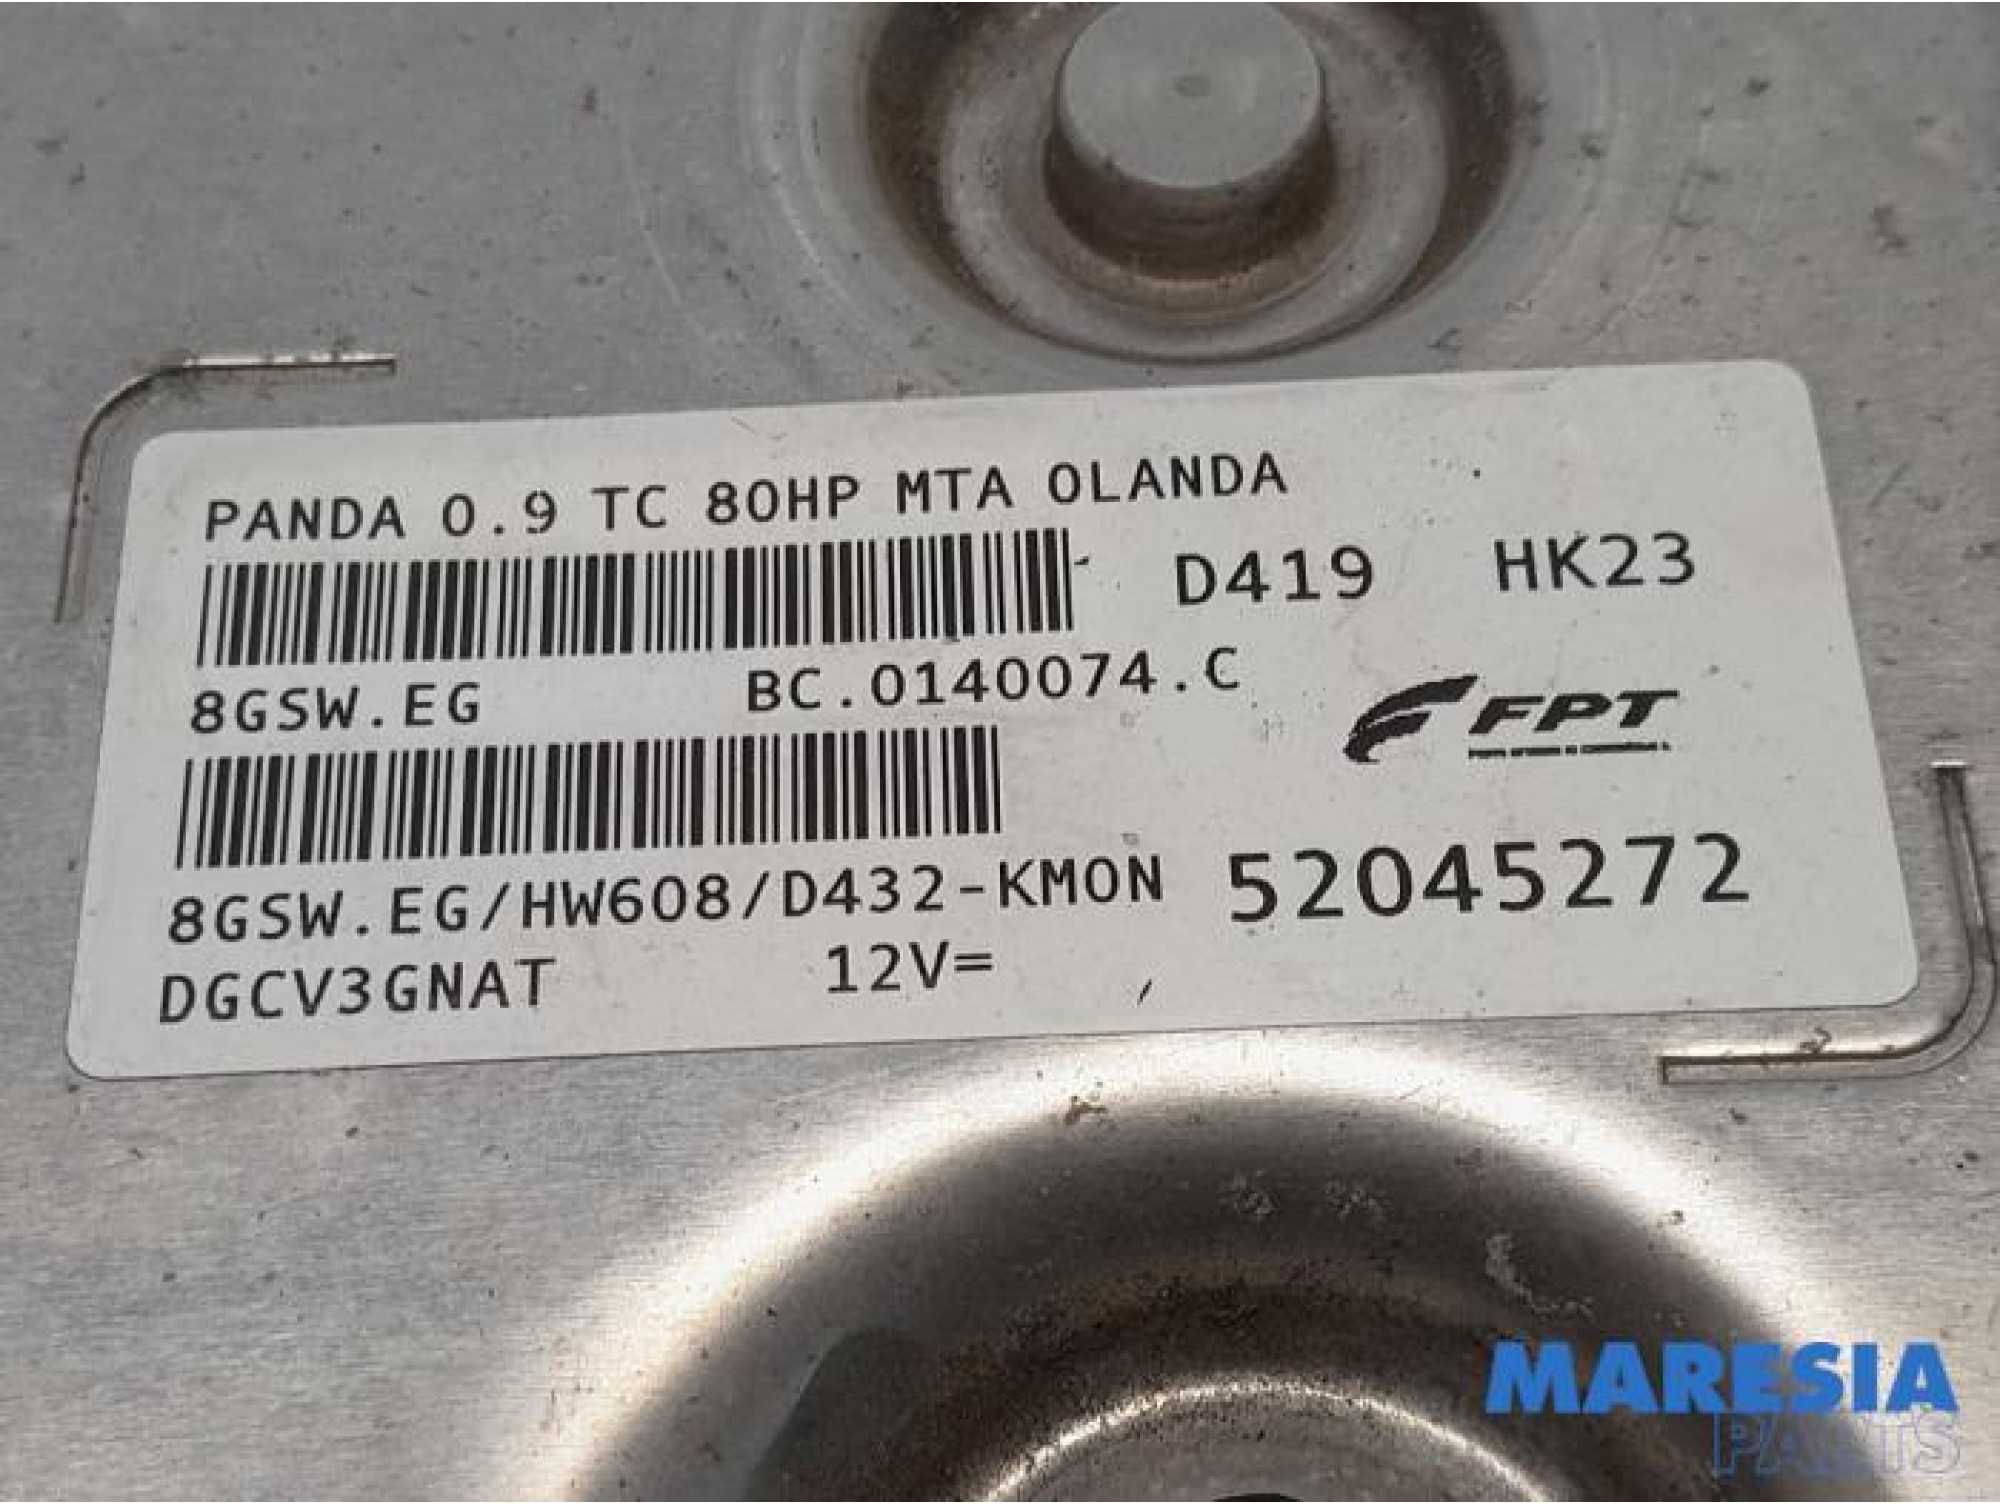 PANDA 0.9 TC 80HP MTA OLANDA
D419 HK23
8GSW.EG BC.0140074.C
FPT
8GSW.EG/HW608/D432-KMON 52045272
DGCV3GNAT 12V=
MARESIA
PARTS